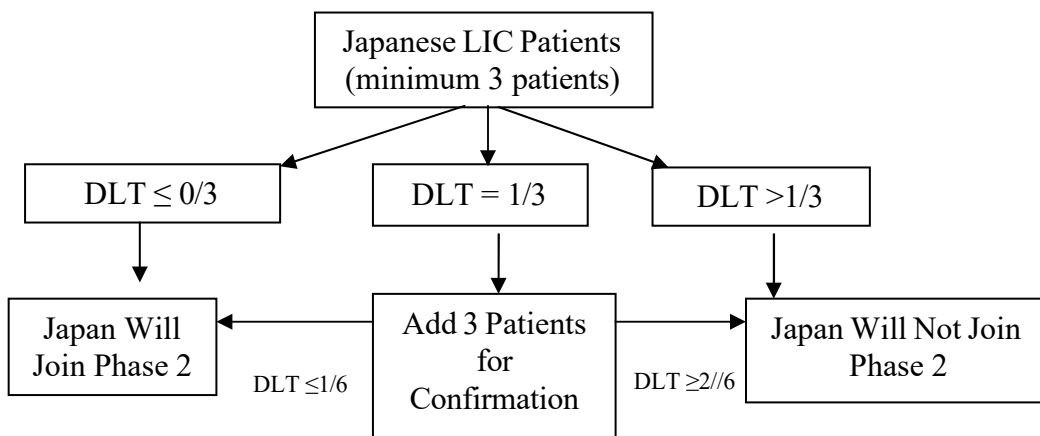 Japanese LIC Patients
(minimum 3 patients)
DLT ≤ 0/3
DLT = 1/3
DLT >1/3
Japan Will
Join Phase 2
DLT ≤1/6
Add 3 Patients
for
Confirmation
DLT ≥2//6
Japan Will Not Join
Phase 2